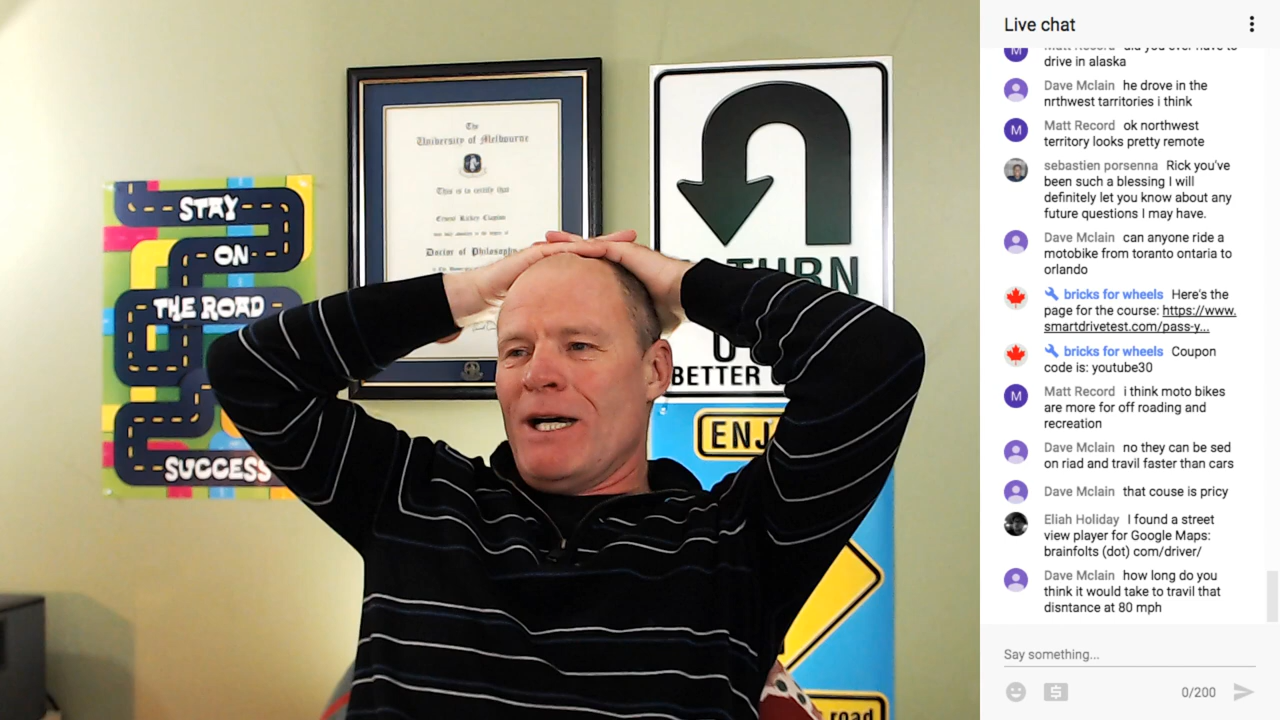 STAY
ON
THE ROAD
SUCCESS
The
University of Melbourne
This is to certify that
Doctor of Philosophy
TURN
BETTER
ENJ
road
Live chat
Matt Record did you ever have to
drive in alaska
Dave Mclain he drove in the
nrthwest tarritories i think
M Matt Record ok northwest
territory looks pretty remote
sebastien porsenna Rick you've
been such a blessing I will
definitely let you know about any
future questions I may have.
Dave Mclain can anyone ride a
motobike from toranto ontaria to
orlando
bricks for wheels Here's the
page for the course: https://www.
smartdrivetest.com/pass-y...
bricks for wheels Coupon
code is: youtube30
M Matt Record i think moto bikes
are more for off roading and
recreation
Dave Mclain no they can be sed
on riad and travil faster than cars
Dave Mclain that couse is pricy
Eliah Holiday I found a street
view player for Google Maps:
brainfolts (dot) com/driver/
Dave Mclain how long do you
think it would take to travil that
disntance at 80 mph
Say something...
0/200